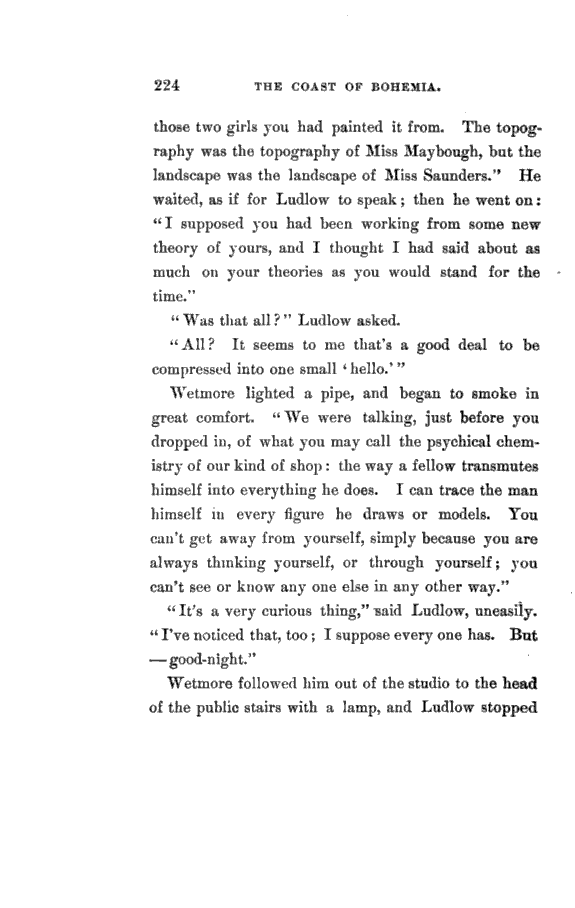 224 THE COAST OF BOHEMIA.
those two girls you had painted it from. The topog-
raphy was the topography of Miss Maybough, but the
landscape was the landscape of Miss Saunders." He
waited, as if for Ludlow to speak; then he went on:
"I supposed you had been working from some new
theory of yours, and I thought I had said about as
much on your theories as you would stand for the
time."
"Was that all?" Ludlow asked.
"All? It seems to me that's a good deal to be
compressed into one small 'hello.'"
Wetmore lighted a pipe, and began to smoke in
great comfort. "We were talking, just before you
dropped in, of what you may call the psychical chem-
istry of our kind of shop: the way a fellow transmutes
himself into everything he does. I can trace the man
himself in every figure he draws or models. You
can't get away from yourself, simply because you are
always thinking yourself, or through yourself; you
can't see or know any one else in any other way."
"It's a very curious thing," said Ludlow, uneasily.
"I've noticed that, too; I suppose every one has. But
—good-night."
Wetmore followed him out of the studio to the head
of the public stairs with a lamp, and Ludlow stopped